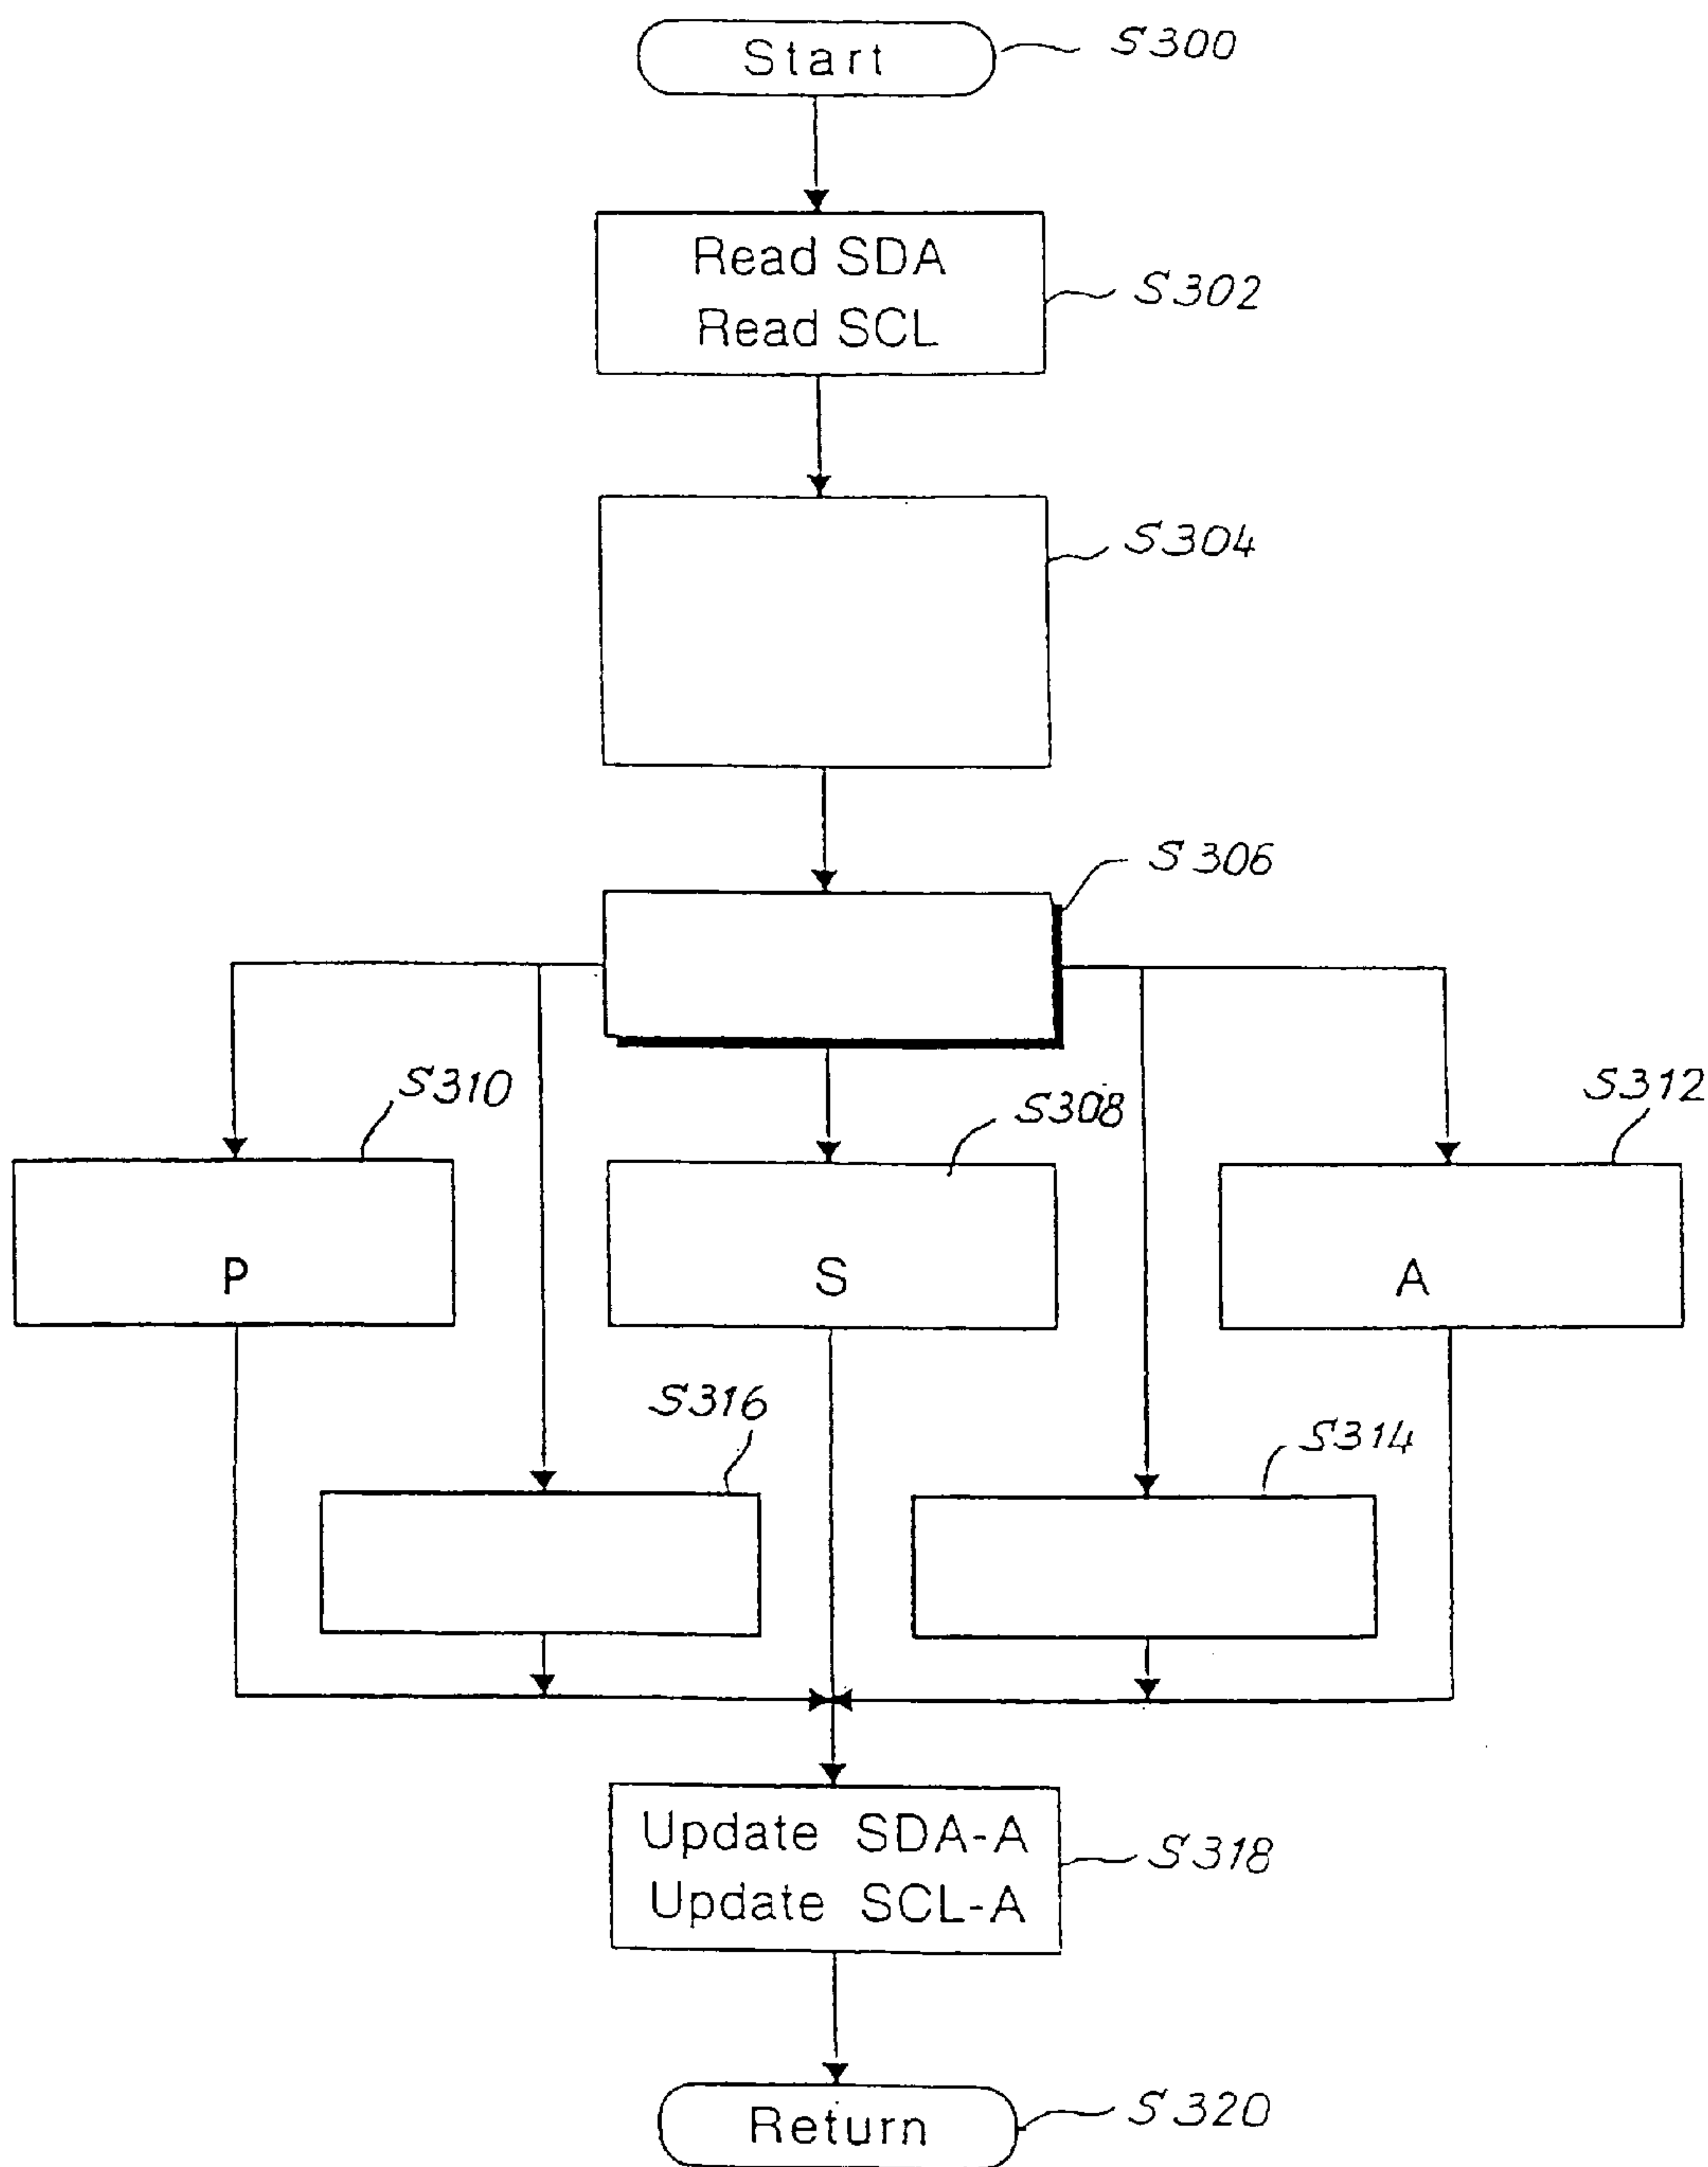 Start
S300
Read SDA
Read SCL
S302
S304
S306
S310
S308
S312
P
S
A
S316
S314
Update SDA-A
Update SCL-A
S318
Return
S320